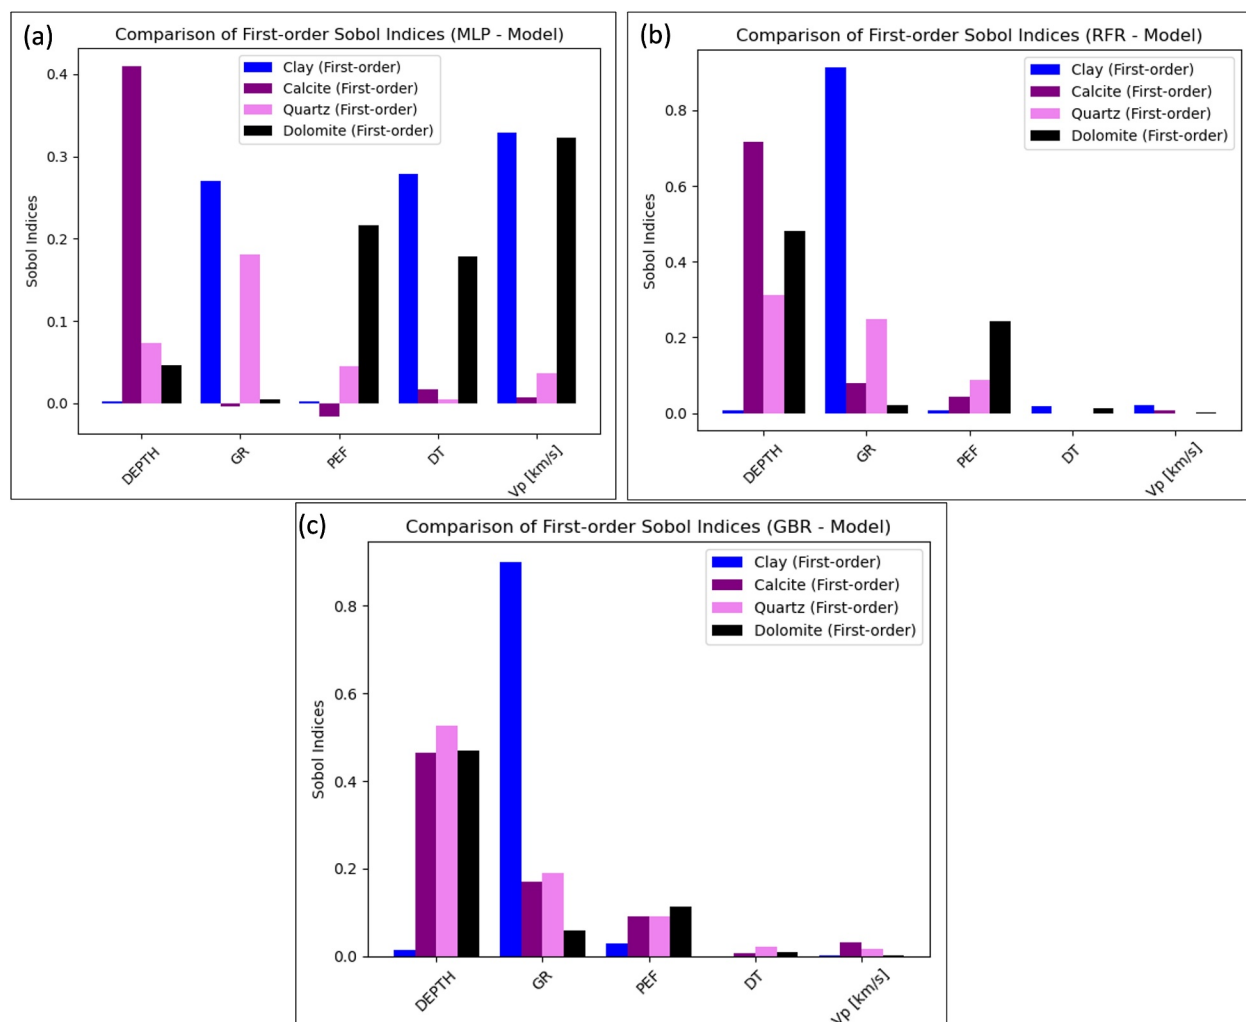 (a)
Comparison of First-order Sobol Indices (MLP - Model)
Clay (First-order)
Calcite (First-order)
Quartz (First-order)
Dolomite (First-order)
Sobol Indices
0.4
0.3
0.2
0.1
0.0
DEPTH
GR
PEF
DT
Vp [km/s]
(b)
Comparison of First-order Sobol Indices (RFR - Model)
Clay (First-order)
Calcite (First-order)
Quartz (First-order)
Dolomite (First-order)
Sobol Indices
0.8
0.6
0.4
0.2
0.0
DEPTH
GR
PEF
DT
Vp [km/s]
(c)
Comparison of First-order Sobol Indices (GBR - Model)
Clay (First-order)
Calcite (First-order)
Quartz (First-order)
Dolomite (First-order)
Sobol Indices
0.8
0.6
0.4
0.2
0.0
DEPTH
GR
PEF
DT
Vp [km/s]